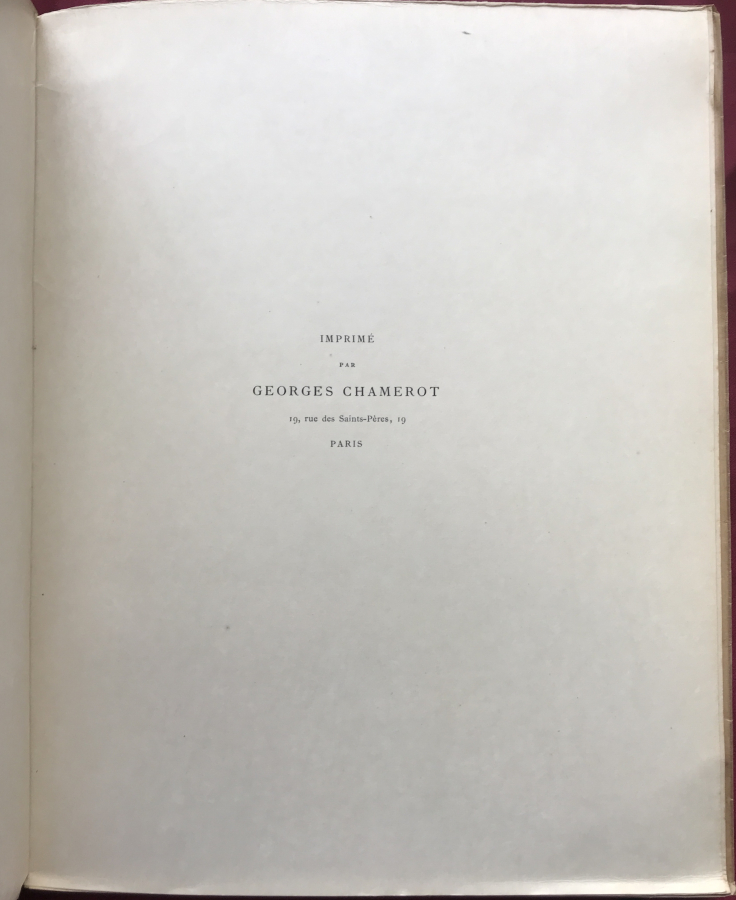 IMPRIMÉ
PAR
GEORGES CHAMEROT
19, rue des Saints-Pères, 19
PARIS